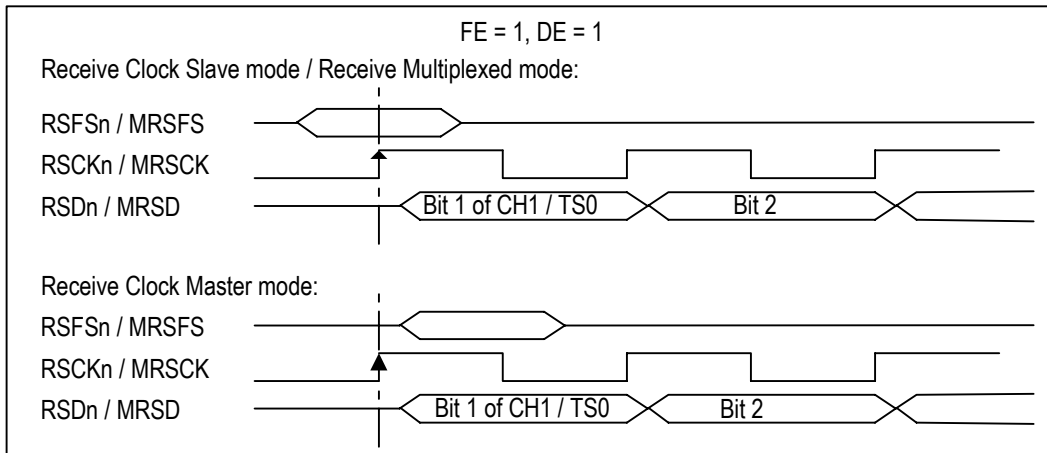 FE = 1, DE = 1
Receive Clock Slave mode / Receive Multiplexed mode:
RSFSn / MRSFS
RSCKn / MRSCK
RSDn / MRSD
Bit 1 of CH1 / TS0
Bit 2
Receive Clock Master mode:
RSFSn / MRSFS
RSCKn / MRSCK
RSDn / MRSD
Bit 1 of CH1 / TS0
Bit 2